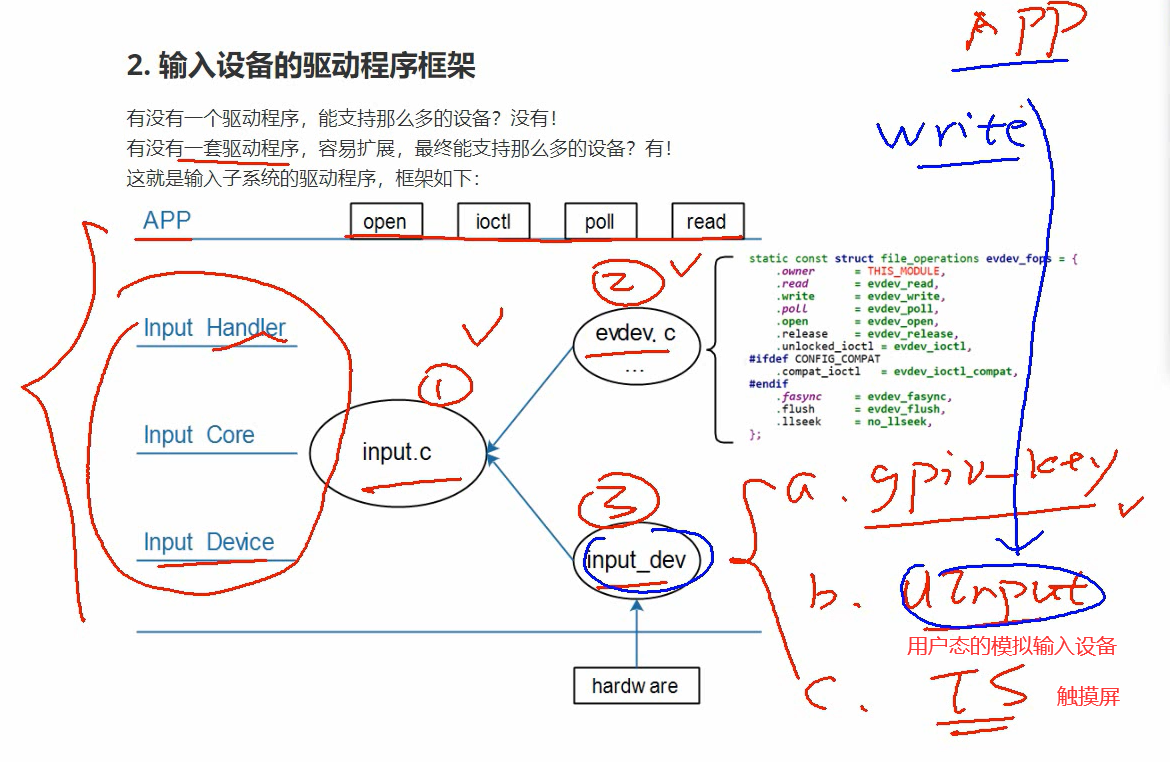 APP
2. 输入设备的驱动程序框架
有没有一个驱动程序，能支持那么多的设备？没有！
write
有没有一套驱动程序，容易扩展，最终能支持那么多的设备？有！
这就是输入子系统的驱动程序，框架如下：
APP
open
ioctl
poll
read
static const struct file_operations evdev_fops = {
.owner = THIS_MODULE,
.read = evdev_read,
.write = evdev_write,
.poll = evdev_poll,
.open = evdev_open,
.release = evdev_release,
.unlocked_ioctl = evdev_ioctl,
#ifdef CONFIG_COMPAT
.compat_ioctl = evdev_ioctl_compat,
#endif
.fasync = evdev_fasync,
.flush = evdev_flush,
.llseek = no_llseek,
};
②
Input Handler
evdev.c
...
①
Input Core
input.c
③
a. gpio_key
Input Device
input_dev
b. uInput
用户态的模拟输入设备
hardware
c. TS
触摸屏